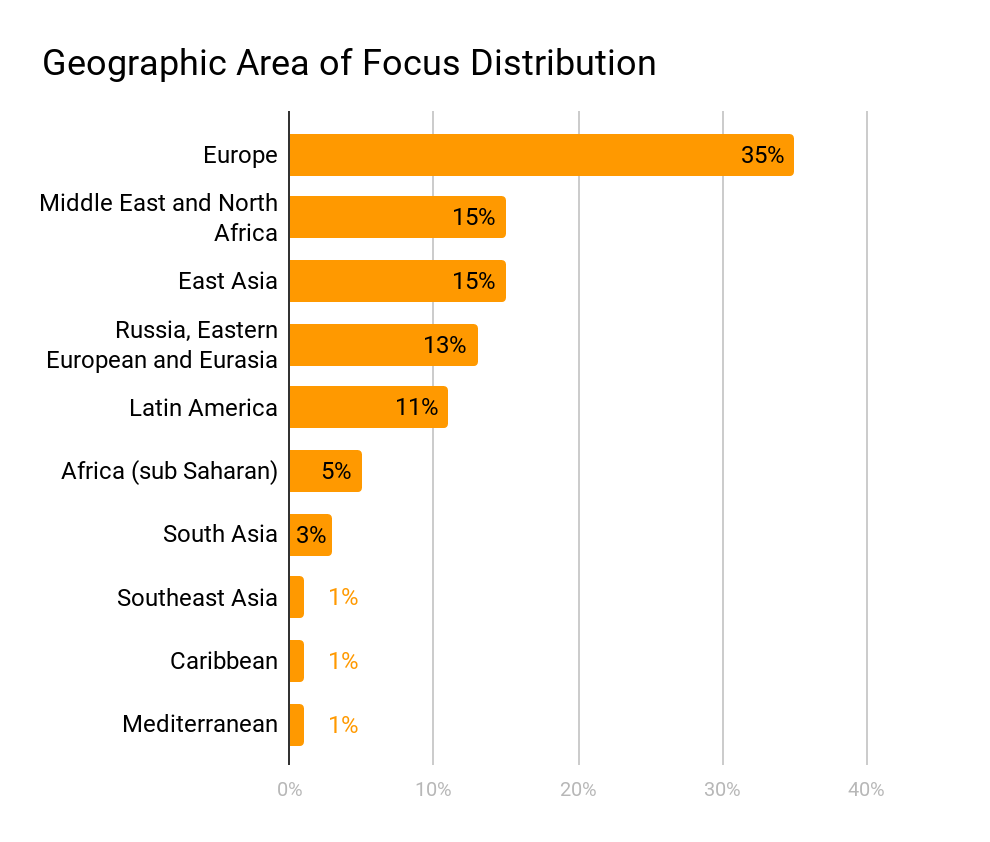 Geographic Area of Focus Distribution
Europe
35%
Middle East and North
Africa
15%
East Asia
15%
Russia, Eastern
European and Eurasia
13%
Latin America
11%
Africa (sub Saharan)
5%
South Asia
3%
Southeast Asia
1%
Caribbean
1%
Mediterranean
1%
0%
10%
20%
30%
40%